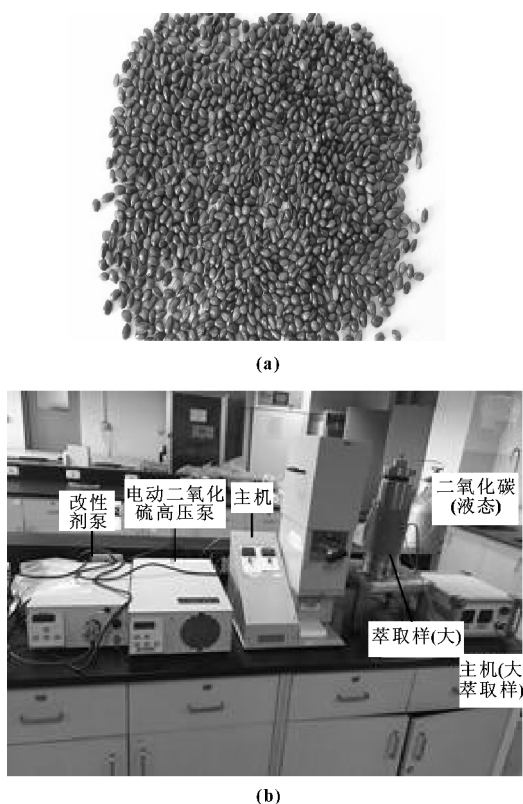 (a)
改性
剂泵
电动二氧化
硫高压泵
主机
二氧化碳
(液态)
萃取样(大)
主机(大
萃取样)
(b)